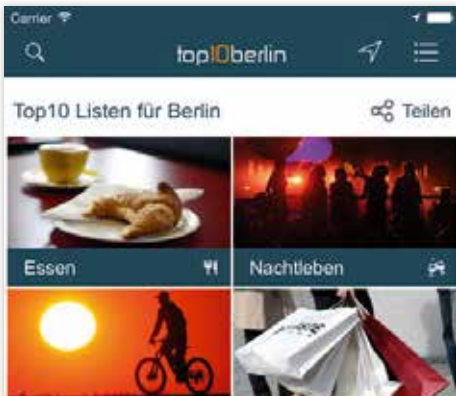 Carrier
top10berlin
Top10 Listen für Berlin
Teilen
Essen
Nachtleben